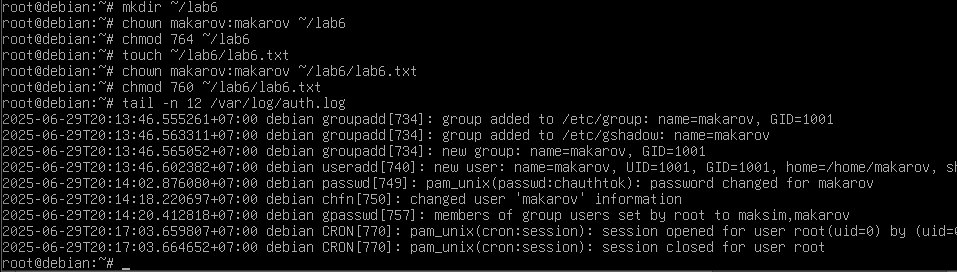 root@debian:~# mkdir ~/lab6
root@debian:~# chown makarov:makarov ~/lab6
root@debian:~# chmod 764 ~/lab6
root@debian:~# touch ~/lab6/lab6.txt
root@debian:~# chown makarov:makarov ~/lab6/lab6.txt
root@debian:~# chmod 760 ~/lab6/lab6.txt
root@debian:~# tail -n 12 /var/log/auth.log
2025-06-29T20:13:46.555261+07:00 debian groupadd[734]: group added to /etc/group: name=makarov, GID=1001
2025-06-29T20:13:46.563311+07:00 debian groupadd[734]: group added to /etc/gshadow: name=makarov
2025-06-29T20:13:46.565052+07:00 debian groupadd[734]: new group: name=makarov, GID=1001
2025-06-29T20:13:46.602382+07:00 debian useradd[740]: new user: name=makarov, UID=1001, GID=1001, home=/home/makarov, sh
2025-06-29T20:14:02.876080+07:00 debian passwd[749]: pam_unix(passwd:chauthtok): password changed for makarov
2025-06-29T20:14:18.220697+07:00 debian chfn[750]: changed user 'makarov' information
2025-06-29T20:14:20.412818+07:00 debian gpasswd[757]: members of group users set by root to maksim,makarov
2025-06-29T20:17:03.659807+07:00 debian CRON[770]: pam_unix(cron:session): session opened for user root(uid=0) by (uid=0
2025-06-29T20:17:03.664652+07:00 debian CRON[770]: pam_unix(cron:session): session closed for user root
root@debian:~# _